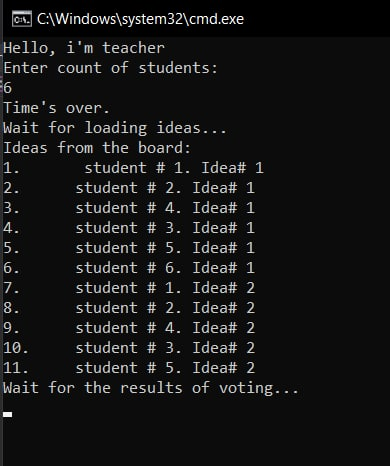 C:\Windows\system32\cmd.exe
Hello, i'm teacher
Enter count of students:
6
Time's over.
Wait for loading ideas...
Ideas from the board:
1.       student # 1. Idea# 1
2.      student # 2. Idea# 1
3.      student # 4. Idea# 1
4.      student # 3. Idea# 1
5.      student # 5. Idea# 1
6.      student # 6. Idea# 1
7.      student # 1. Idea# 2
8.      student # 2. Idea# 2
9.      student # 4. Idea# 2
10.     student # 3. Idea# 2
11.     student # 5. Idea# 2
Wait for the results of voting...